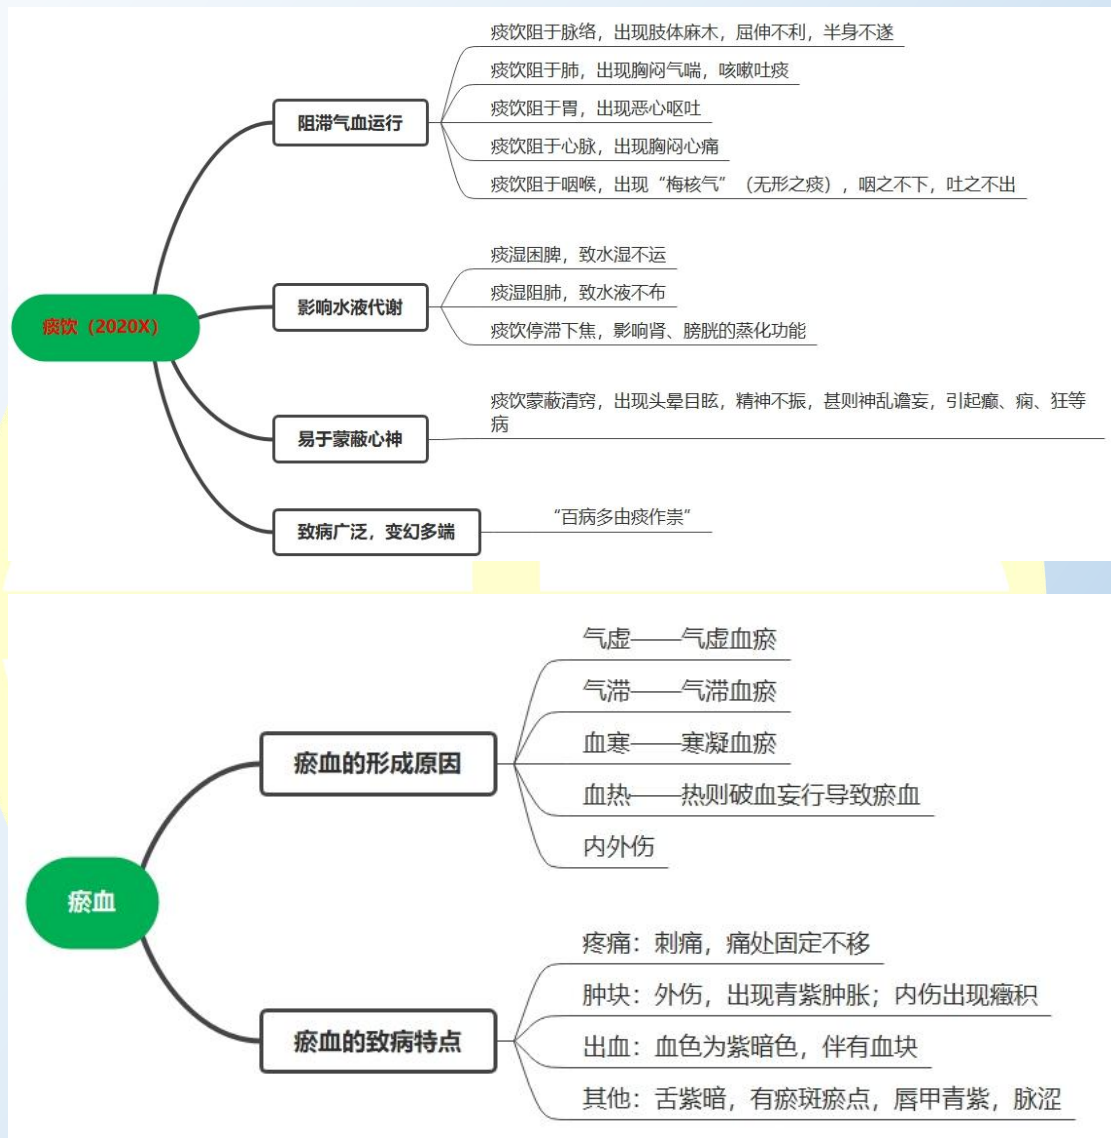 痰饮（2020X）
阻滞气血运行
痰饮阻于脉络，出现肢体麻木，屈伸不利，半身不遂
痰饮阻于肺，出现胸闷气喘，咳嗽吐痰
痰饮阻于胃，出现恶心呕吐
痰饮阻于心脉，出现胸闷心痛
痰饮阻于咽喉，出现“梅核气”（无形之痰），咽之不下，吐之不出
影响水液代谢
痰湿困脾，致水湿不运
痰湿阻肺，致水液不布
痰饮停滞下焦，影响肾、膀胱的蒸化功能
易于蒙蔽心神
痰饮蒙蔽清窍，出现头晕目眩，精神不振，甚则神乱谵妄，引起癫、痫、狂等
病
致病广泛，变幻多端
“百病多由痰作祟”
瘀血
瘀血的形成原因
气虚——气虚血瘀
气滞——气滞血瘀
血寒——寒凝血瘀
血热——热则破血妄行导致瘀血
内外伤
瘀血的致病特点
疼痛：刺痛，痛处固定不移
肿块：外伤，出现青紫肿胀；内伤出现癥积
出血：血色为紫暗色，伴有血块
其他：舌紫暗，有瘀斑瘀点，唇甲青紫，脉涩